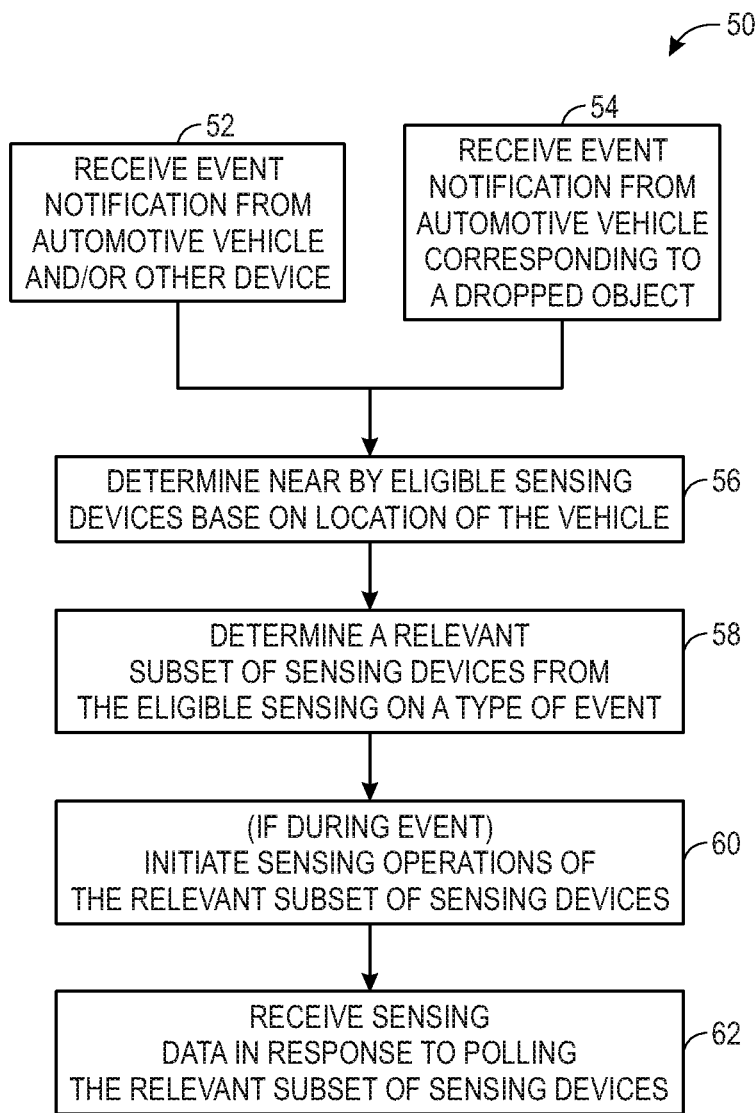 50
52
RECEIVE EVENT
NOTIFICATION FROM
AUTOMOTIVE VEHICLE
AND/OR OTHER DEVICE
54
RECEIVE EVENT
NOTIFICATION FROM
AUTOMOTIVE VEHICLE
CORRESPONDING TO
A DROPPED OBJECT
DETERMINE NEAR BY ELIGIBLE SENSING
DEVICES BASE ON LOCATION OF THE VEHICLE
56
DETERMINE A RELEVANT
SUBSET OF SENSING DEVICES FROM
THE ELIGIBLE SENSING ON A TYPE OF EVENT
58
(IF DURING EVENT)
INITIATE SENSING OPERATIONS OF
THE RELEVANT SUBSET OF SENSING DEVICES
60
RECEIVE SENSING
DATA IN RESPONSE TO POLLING
THE RELEVANT SUBSET OF SENSING DEVICES
62